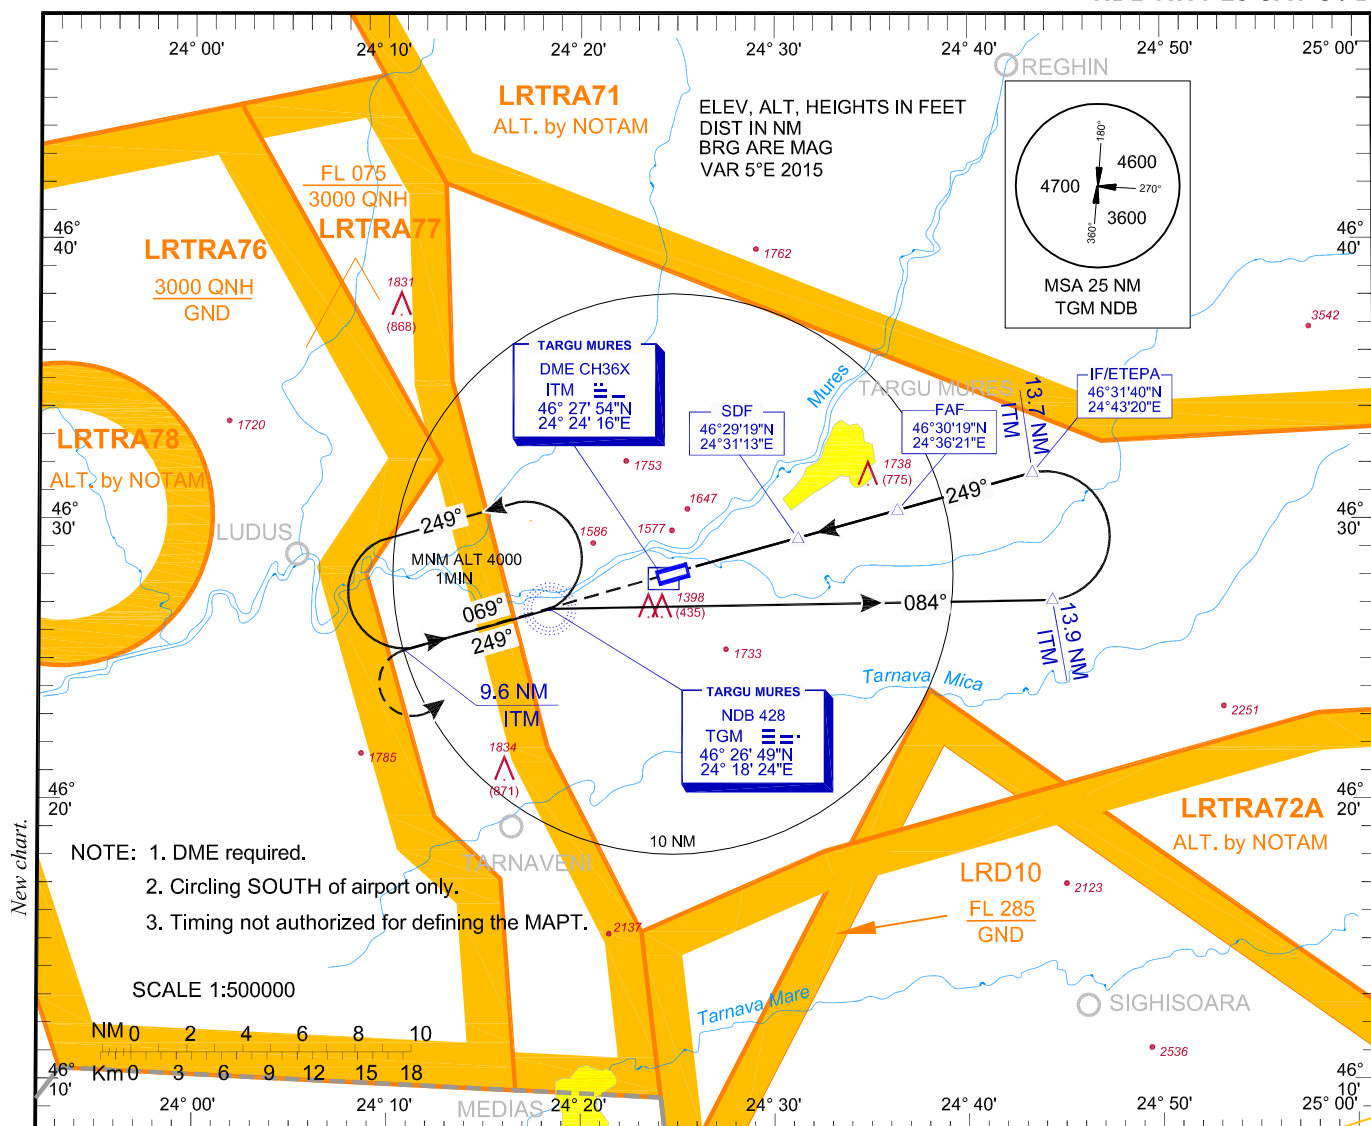 24° 00'
24° 10'
24° 20'
24° 30'
24° 40'
24° 50'
25° 00'
REGHIN
LRTRA71
ALT. by NOTAM
ELEV, ALT, HEIGHTS IN FEET
DIST IN NM
BRG ARE MAG
VAR 5°E 2015
180°
4600
4700
270°
3600
360°
MSA 25 NM
TGM NDB
FL 075
3000 QNH
LRTRA77
LRTRA76
3000 QNH
GND
46°
40'
46°
40'
1762
1831
(868)
3542
TARGU MURES
DME CH36X
ITM
46° 27' 54"N
24° 24' 16"E
Mures
TARGU MURES
SDF
46°29'19"N
24°31'13"E
FAF
46°30'19"N
24°36'21"E
13.7 NM
ITM
IF/ETEPA
46°31'40"N
24°43'20"E
1720
LRTRA78
ALT. by NOTAM
1753
1738
(775)
1647
249°
249°
46°
30'
46°
30'
LUDUS
1586
1577
MNM ALT 4000
1MIN
069°
249°
1398
(435)
084°
13.9 NM
ITM
1733
Tarnava Mica
9.6 NM
ITM
TARGU MURES
NDB 428
TGM
46° 26' 49"N
24° 18' 24"E
2251
1785
1834
(871)
46°
20'
46°
20'
LRTRA72A
ALT. by NOTAM
10 NM
TARNAVENI
New chart.
NOTE: 1. DME required.
2. Circling SOUTH of airport only.
3. Timing not authorized for defining the MAPT.
LRD10
FL 285
GND
2123
2137
SCALE 1:500000
Tarnava Mare
SIGHISOARA
NM 0 2 4 6 8 10
Km 0 3 6 9 12 15 18
2536
46°
10'
46°
10'
MEDIAS
24° 00'
24° 10'
24° 20'
24° 30'
24° 40'
24° 50'
25° 00'